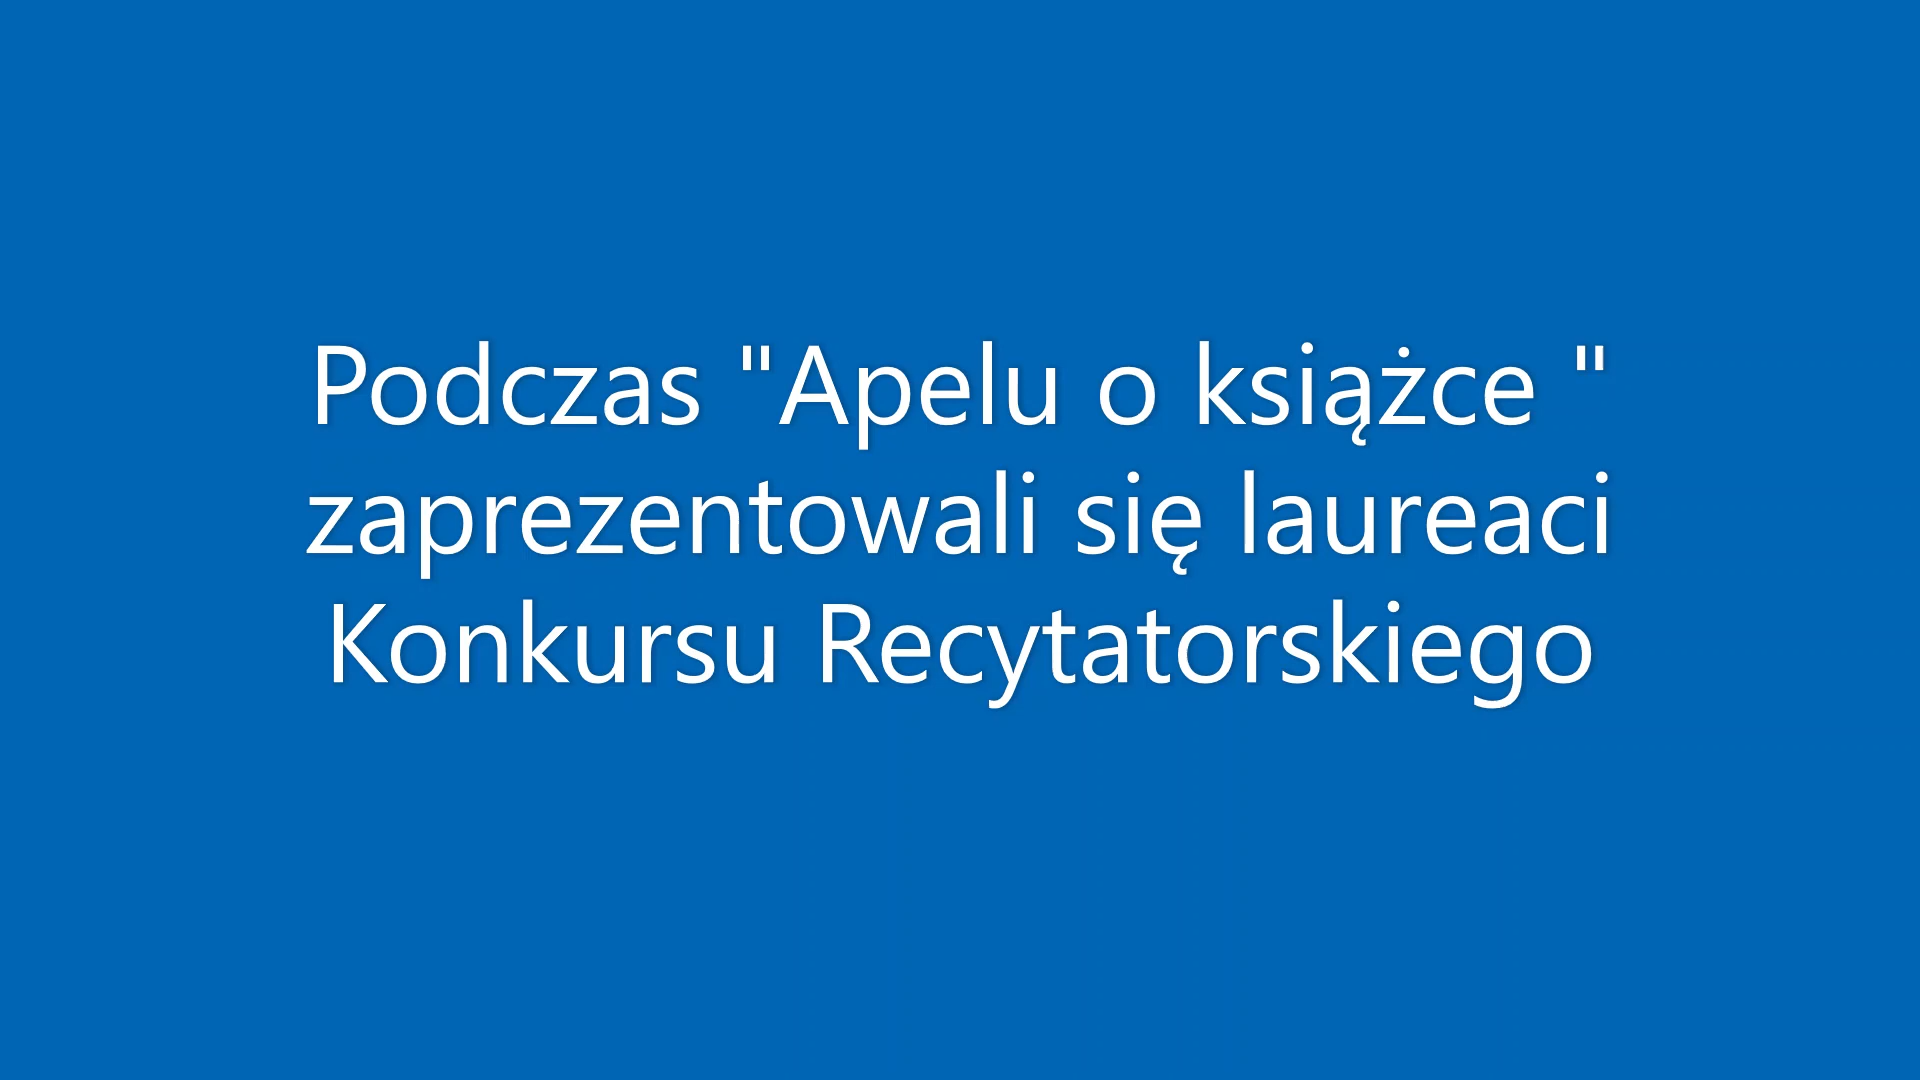 Podczas "Apelu o książce "
zaprezentowali się laureaci
Konkursu Recytatorskiego